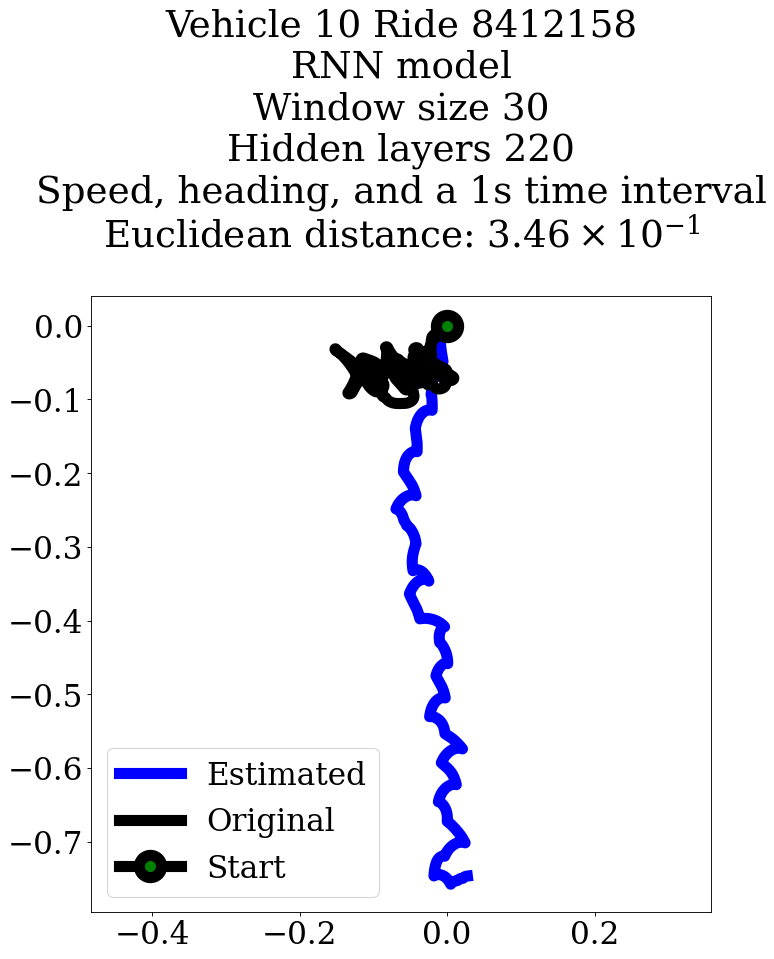 Vehicle 10 Ride 8412158
RNN model
Window size 30
Hidden layers 220
Speed, heading, and a 1s time interval
Euclidean distance: 3.46 × 10⁻¹
0.0
−0.1
−0.2
−0.3
−0.4
−0.5
−0.6
−0.7
Estimated
Original
Start
−0.4
−0.2
0.0
0.2